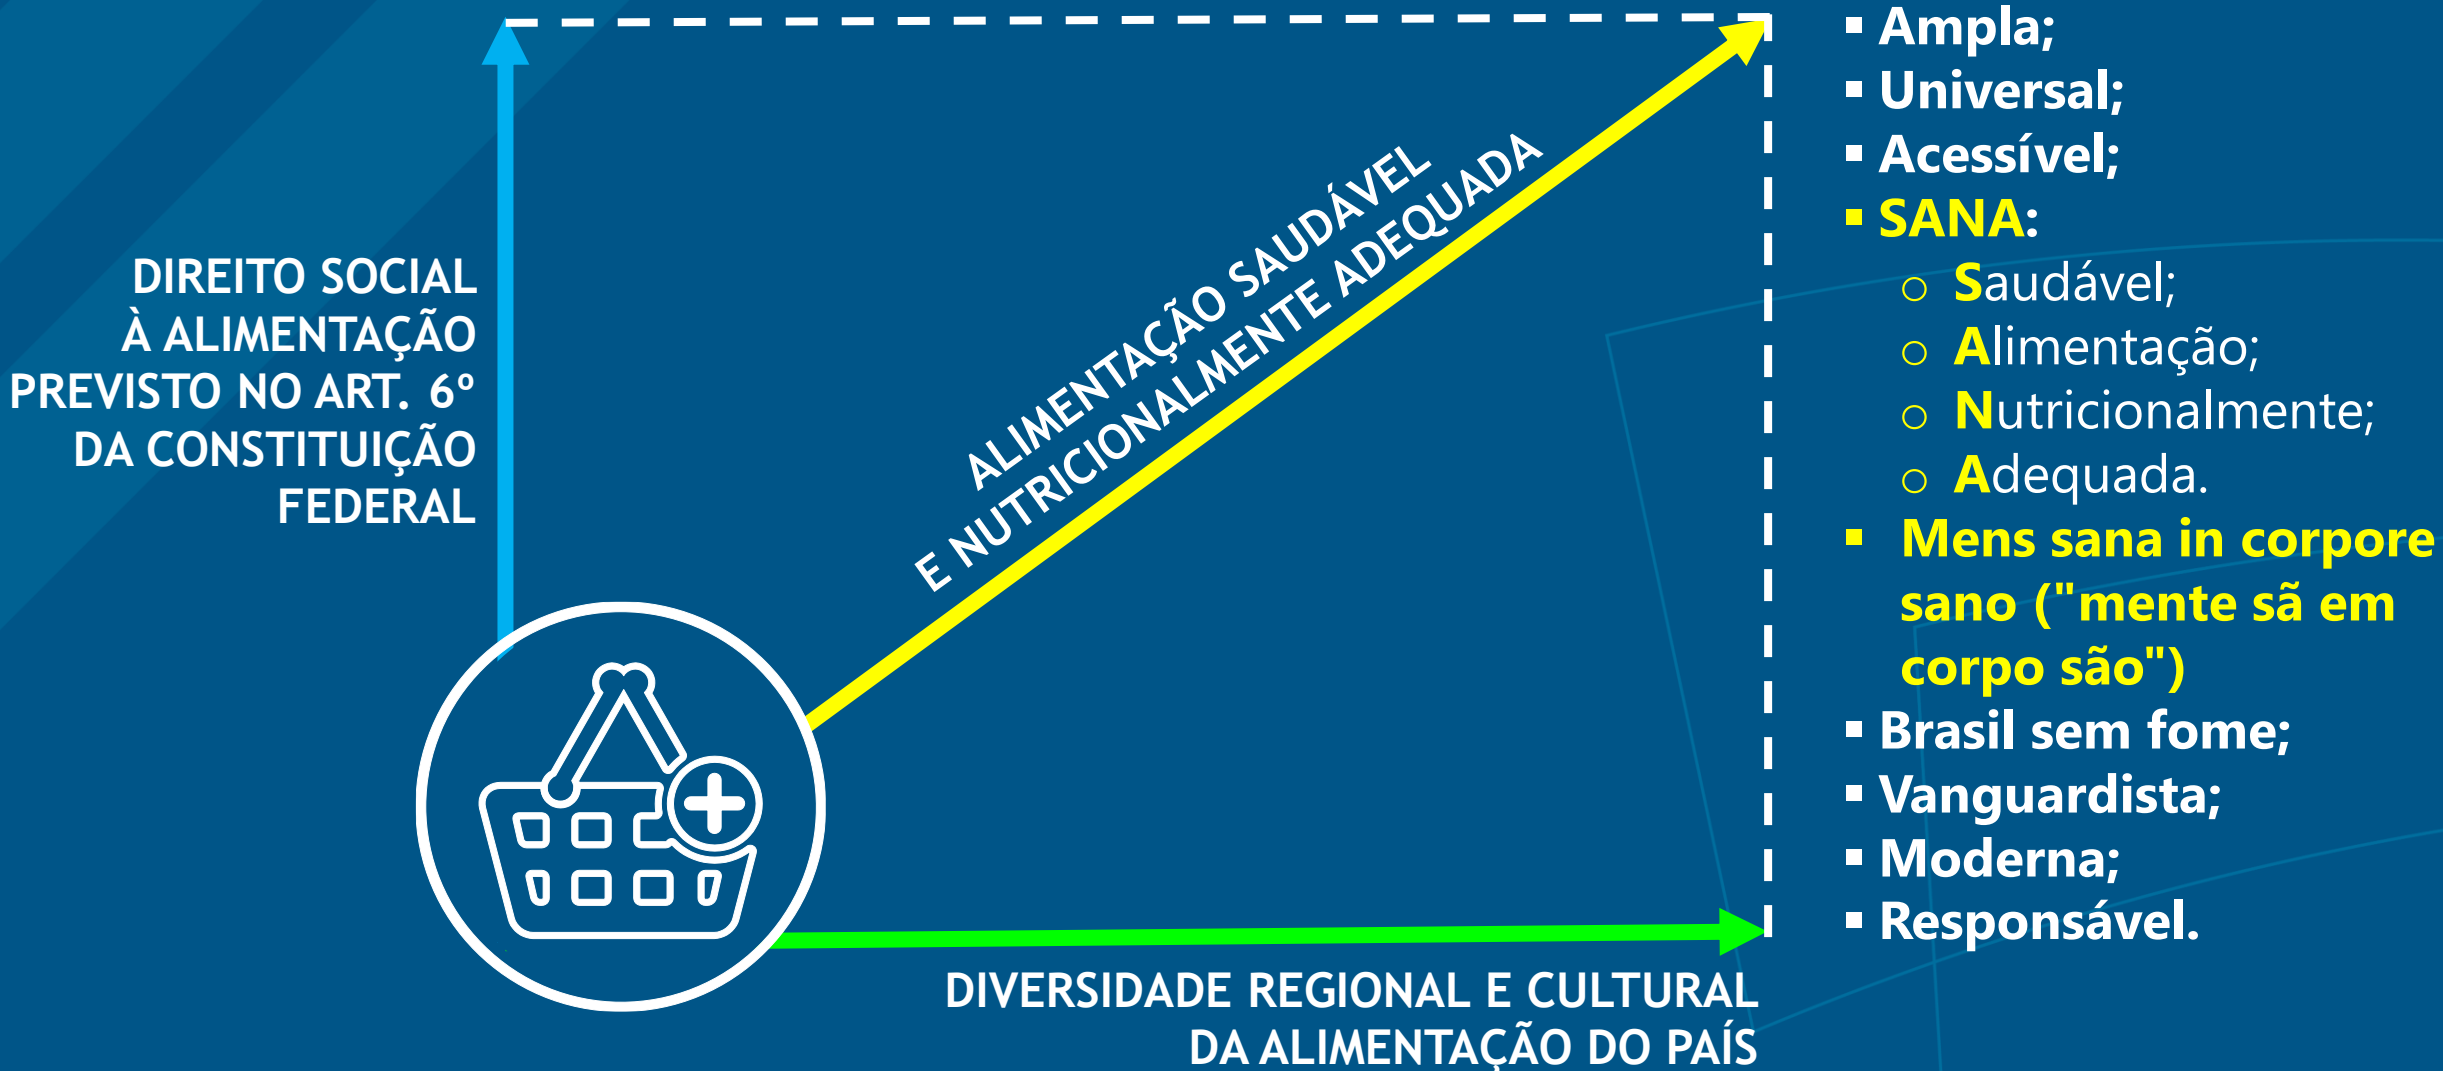 DIREITO SOCIAL
À ALIMENTAÇÃO
PREVISTO NO ART. 6º
DA CONSTITUIÇÃO
FEDERAL
ALIMENTAÇÃO SAUDÁVEL
E NUTRICIONALMENTE ADEQUADA
DIVERSIDADE REGIONAL E CULTURAL
DA ALIMENTAÇÃO DO PAÍS
▪ Ampla;
▪ Universal;
▪ Acessível;
▪ SANA:
o Saudável;
o Alimentação;
o Nutricionalmente;
o Adequada.
▪ Mens sana in corpore
sano ("mente sã em
corpo são")
▪ Brasil sem fome;
▪ Vanguardista;
▪ Moderna;
▪ Responsável.